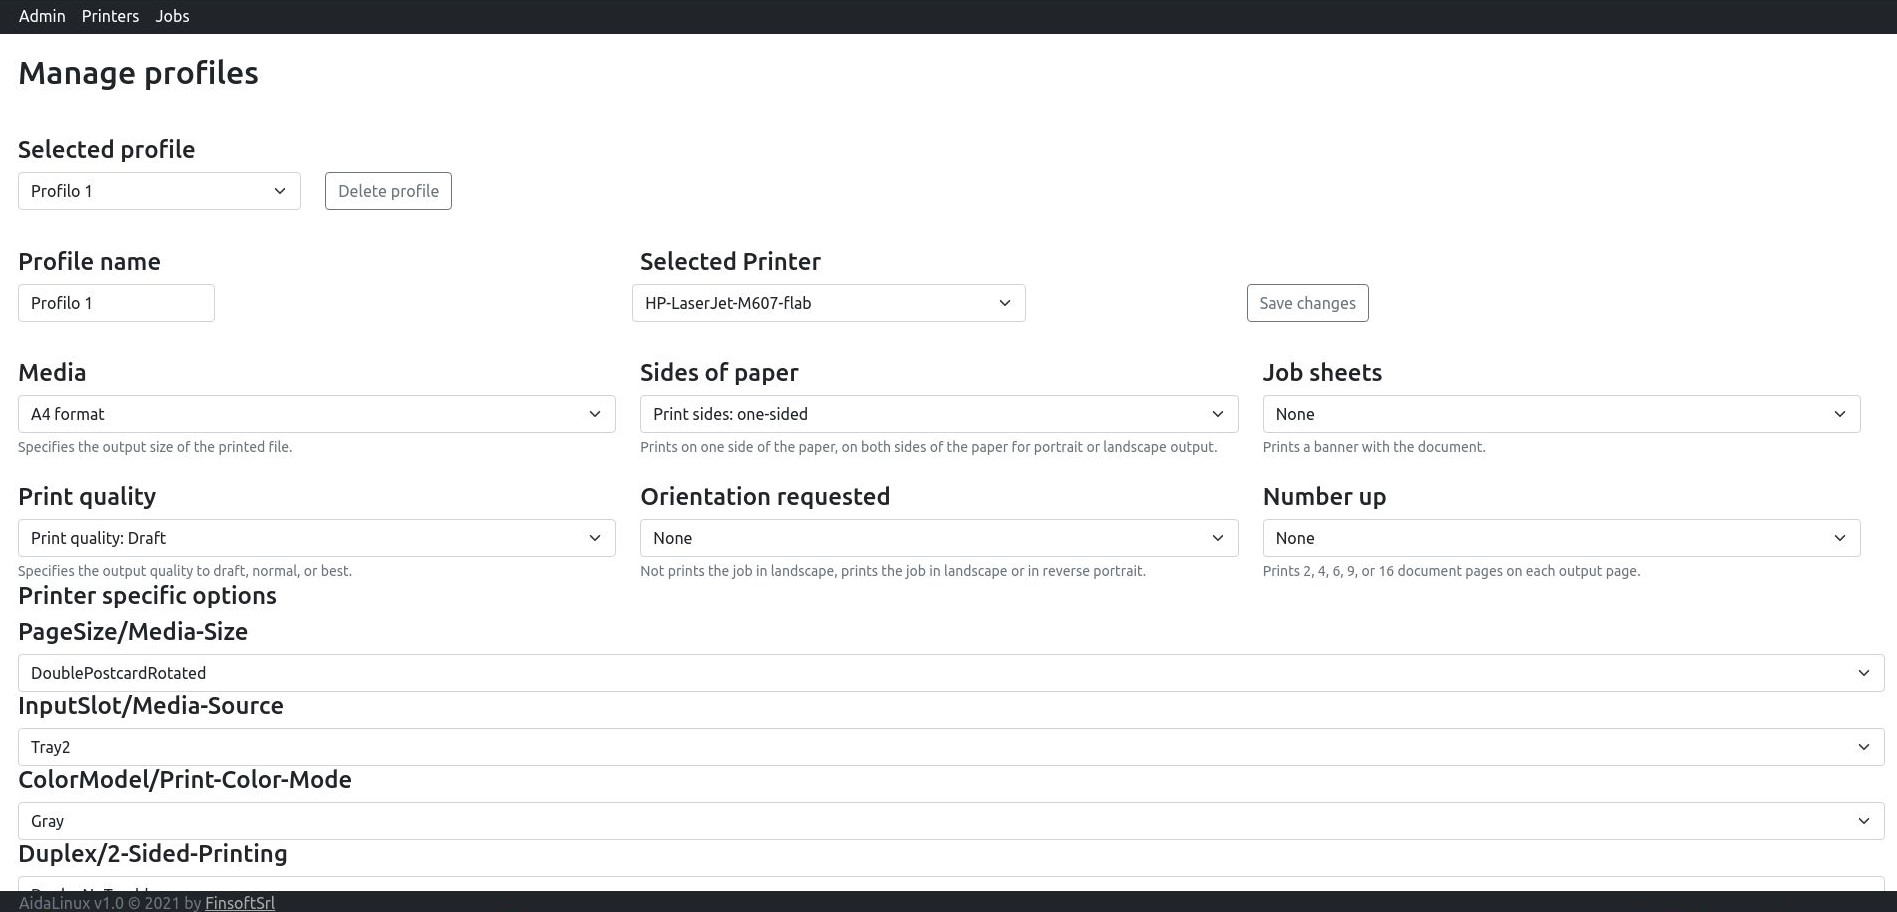 Admin Printers Jobs
Manage profiles
Selected profile
Profilo 1 Delete profile
Profile name Selected Printer
Profilo 1 HP-LaserJet-M607-flab Save changes
Media Sides of paper Job sheets
A4 format Print sides: one-sided None
Specifies the output size of the printed file. Prints on one side of the paper, on both sides of the paper for portrait or landscape output. Prints a banner with the document.
Print quality Orientation requested Number up
Print quality: Draft None None
Specifies the output quality to draft, normal, or best. Not prints the job in landscape, prints the job in landscape or in reverse portrait. Prints 2, 4, 6, 9, or 16 document pages on each output page.
Printer specific options
PageSize/Media-Size
DoublePostcardRotated
InputSlot/Media-Source
Tray2
ColorModel/Print-Color-Mode
Gray
Duplex/2-Sided-Printing
AidaLinux v1.0 © 2021 by FinsoftSrl